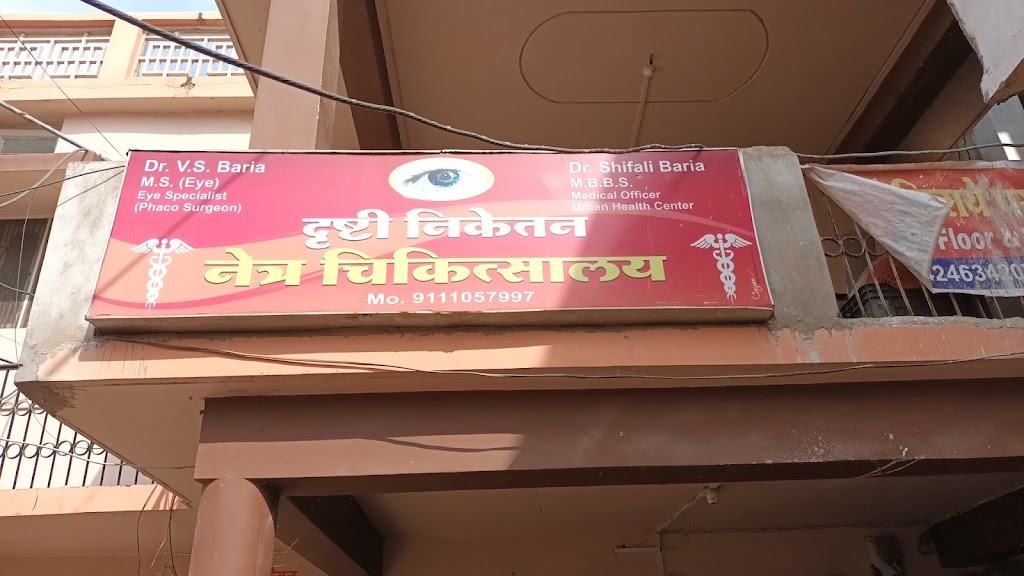 Dr. V.S. Baria
M.S. (Eye)
Eye Specialist
(Phaco Surgeon)
Dr. Shifali Baria
M.B.B.S.
Medical Officer
Urban Health Center
दृष्टी निकेतन
नेत्र चिकित्सालय
Mo. 9111057997
Floor &